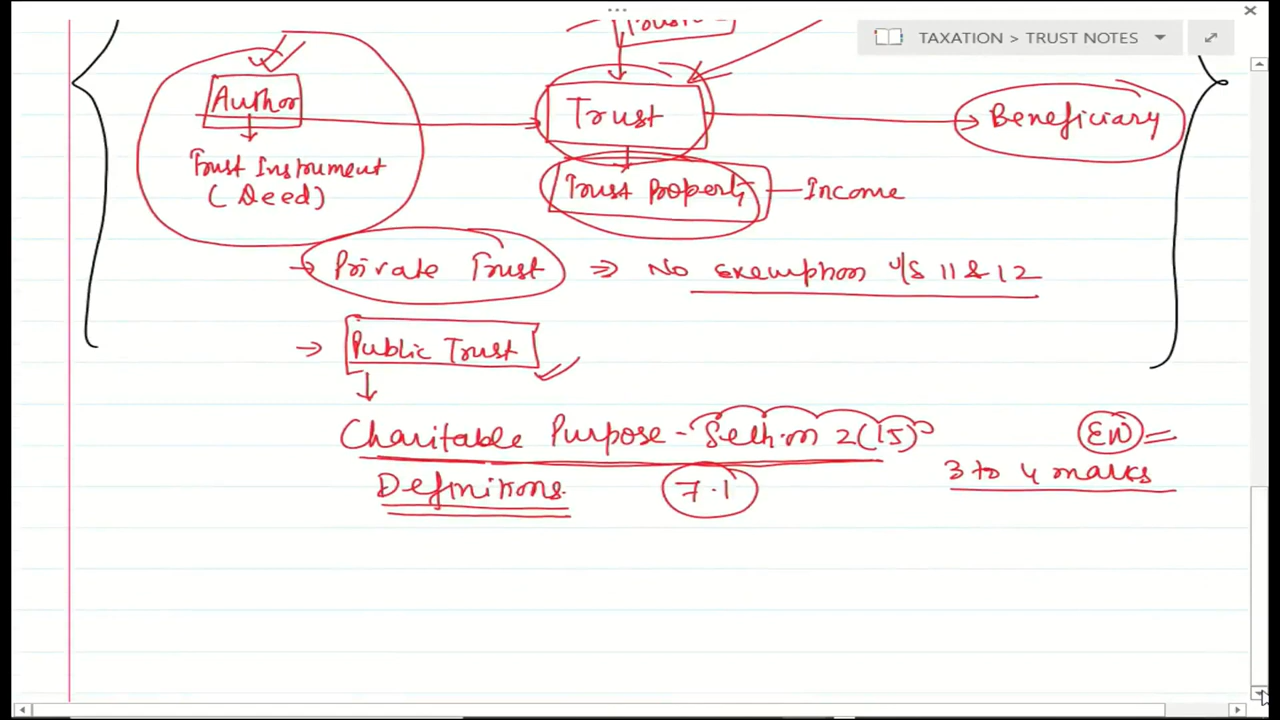 TAXATION > TRUST NOTES
Author
Trust
Beneficiary
Trust Instrument
(Deed)
Trust Property - Income
→ Private Trust ⇒ No exemption u/s 11 & 12
→ Public Trust
Charitable Purpose - Section 2(15)
3 to 4 marks
Definitions. 7.1